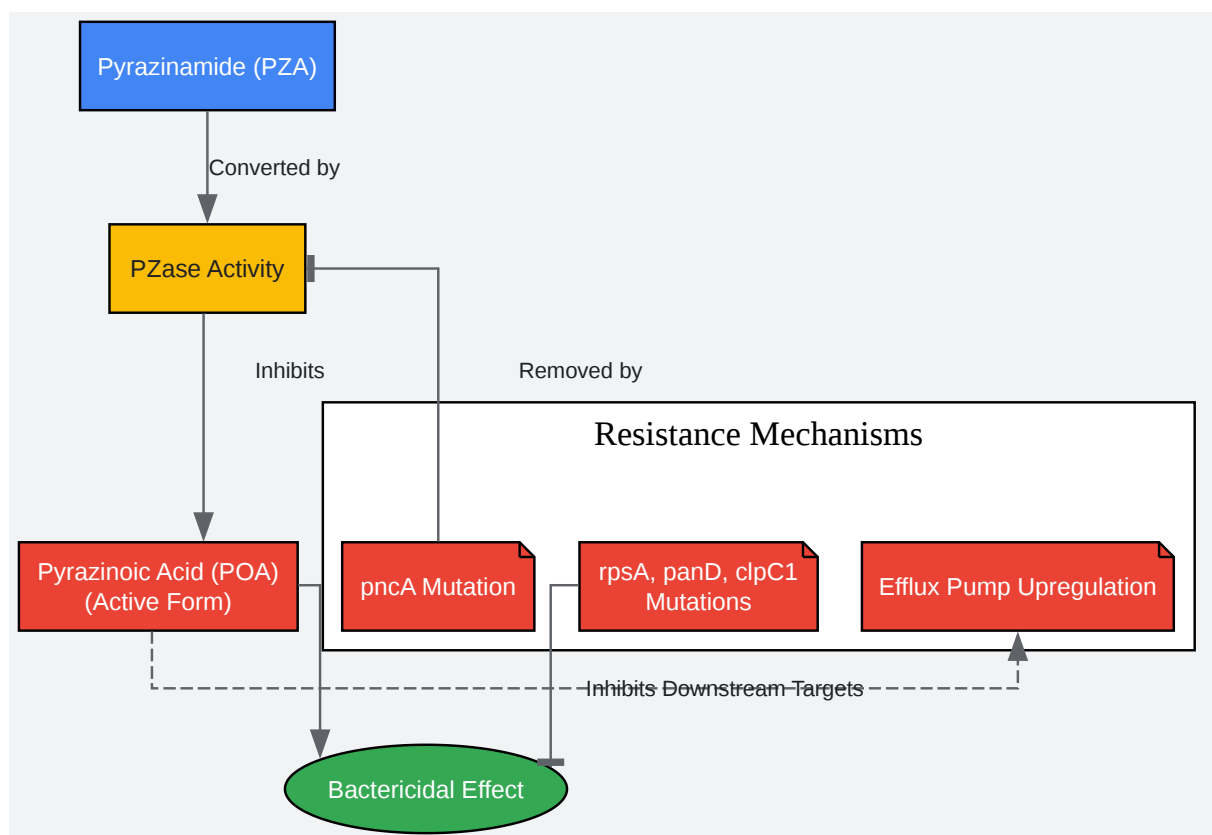 Pyrazinamide (PZA)
Converted by
PZase Activity
Inhibits
Removed by
Resistance Mechanisms
Pyrazinoic Acid (POA)
(Active Form)
pncA Mutation
rpsA, panD, clpC1
Mutations
Efflux Pump Upregulation
Inhibits Downstream Targets
Bactericidal Effect